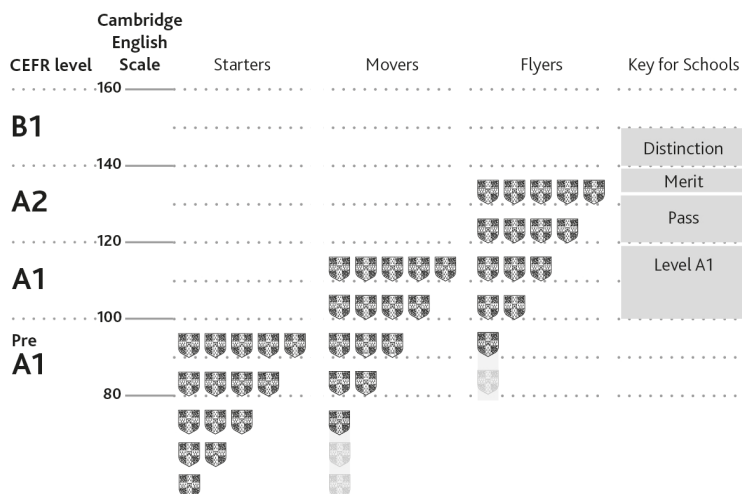 Cambridge
English
Scale
CEFR level
Starters
Movers
Flyers
Key for Schools
160
B1
Distinction
140
Merit
A2
Pass
120
A1
Level A1
100
Pre
A1
80